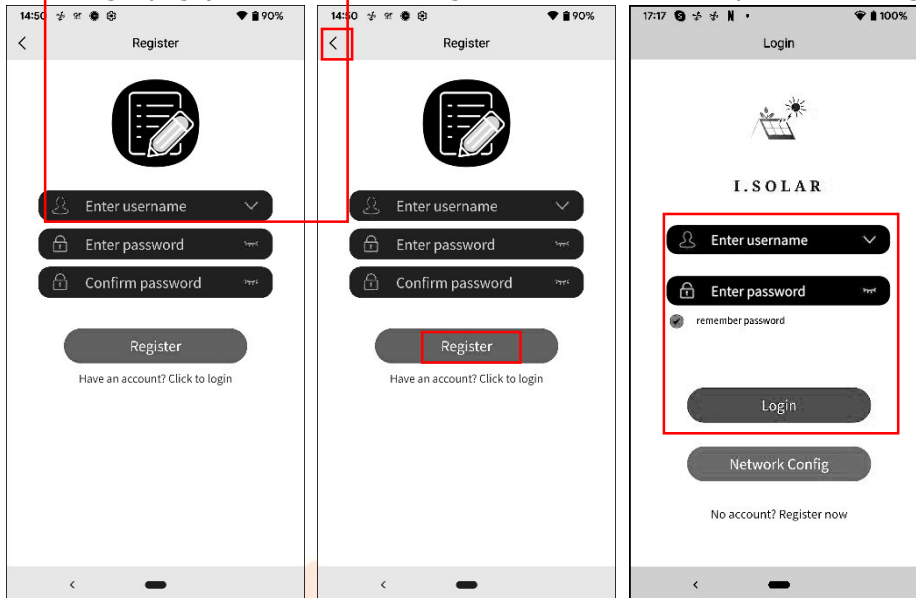 14:50
90%
Register
Enter username
Enter password
Confirm password
Register
Have an account? Click to login
14:50
90%
Register
Enter username
Enter password
Confirm password
Register
Have an account? Click to login
17:17
100%
Login
I.SOLAR
Enter username
Enter password
remember password
Login
Network Config
No account? Register now